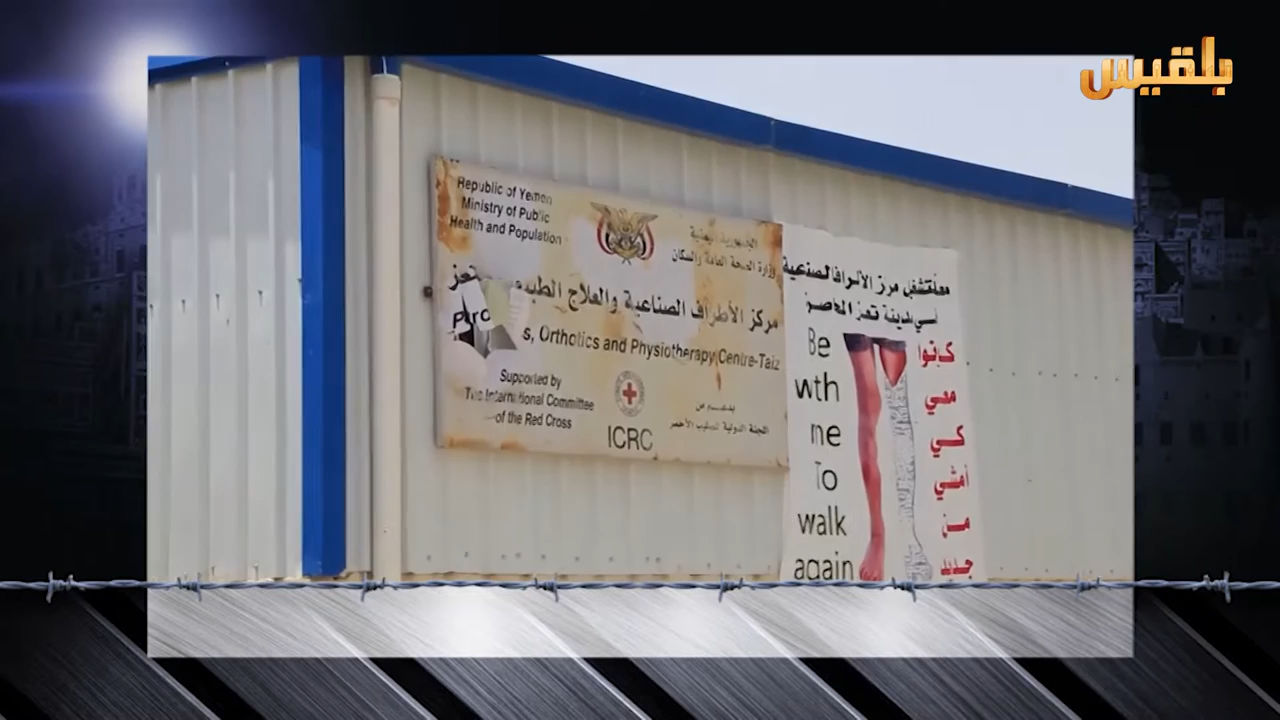 بلقيس
Republic of Yemen
Ministry of Public
Health and Population
الجمهورية اليمنية
وزارة الصحة العامة والسكان
تعز
مركز الأطراف الصناعية والعلاج الطبيعي
s, Orthotics and Physiotherapy Centre-Taiz
Supported by
The International Committee
of the Red Cross
ICRC
بدعم من
اللجنة الدولية للصليب الأحمر
مركز الأطراف الصناعية
في مدينة تعز
Be
wth
me
To
walk
again
كانوا
معي
كي
أمشي
من
جديد